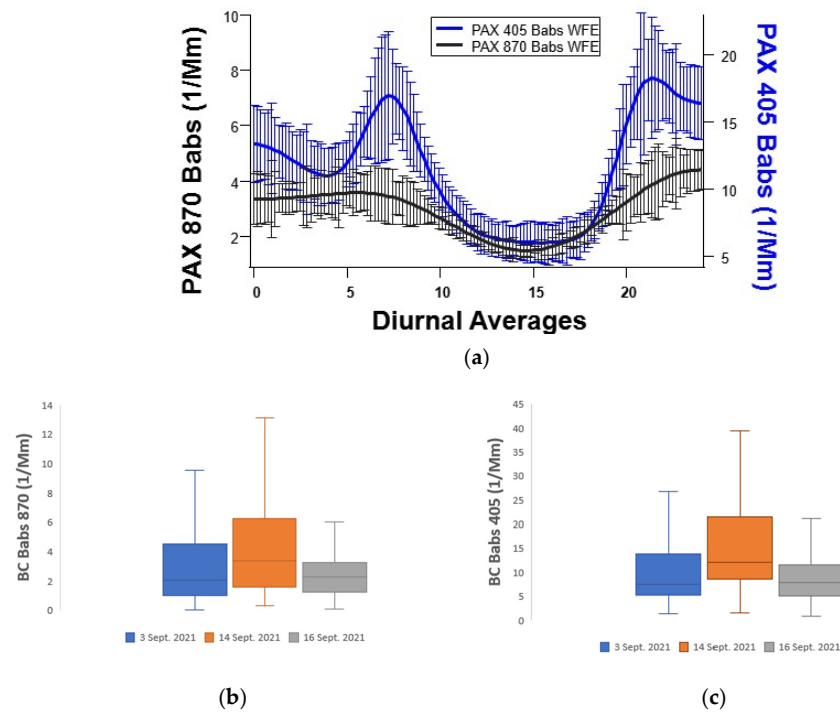 10
8
6
4
2
PAX 870 Babs (1/Mm)
PAX 405 Babs WFE
PAX 870 Babs WFE
20
15
10
5
PAX 405 Babs (1/Mm)
0 5 10 15 20
Diurnal Averages
(a)
BC Babs 870 (1/Mm)
14
12
10
8
6
4
2
0
3 Sept. 2021 14 Sept. 2021 16 Sept. 2021
(b)
BC Babs 405 (1/Mm)
45
40
35
30
25
20
15
10
5
0
3 Sept. 2021 14 Sept. 2021 16 Sept. 2021
(c)